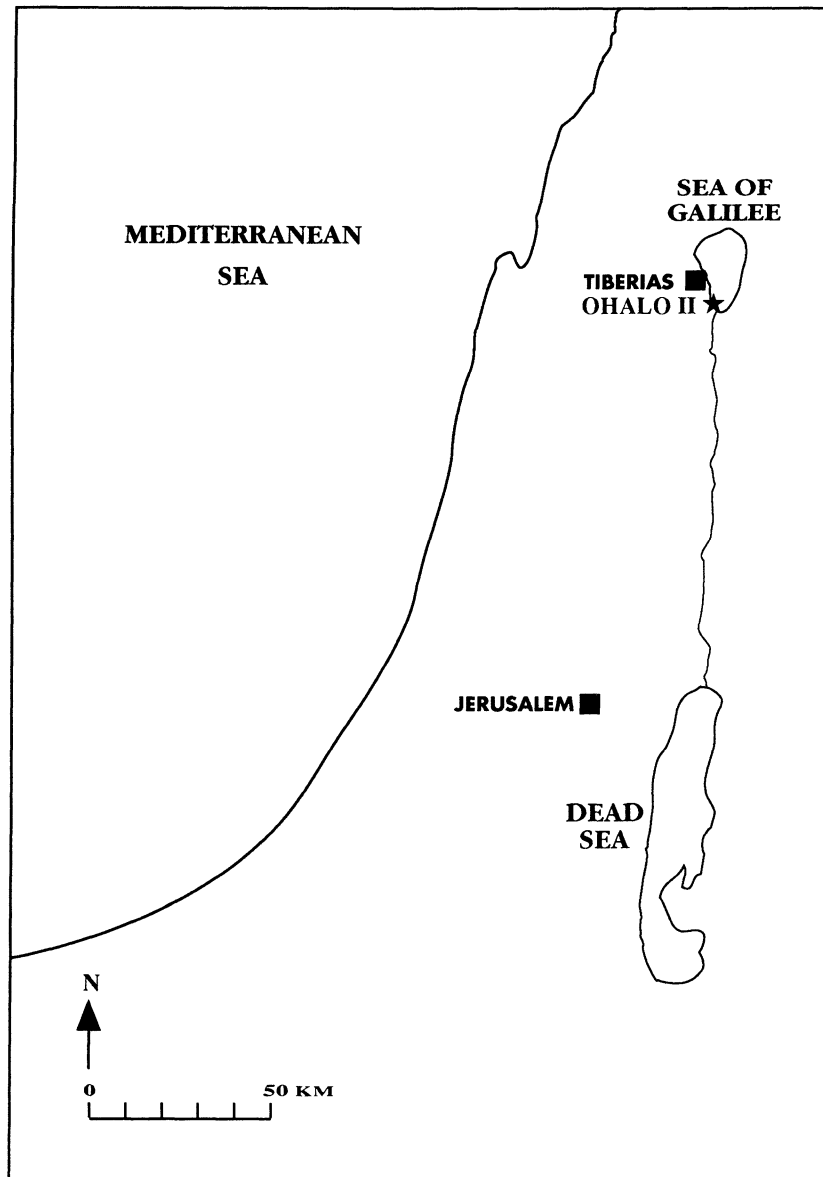 SEA OF
GALILEE
MEDITERRANEAN
SEA
TIBERIAS
OHALO II
JERUSALEM
DEAD
SEA
N
0 50 KM